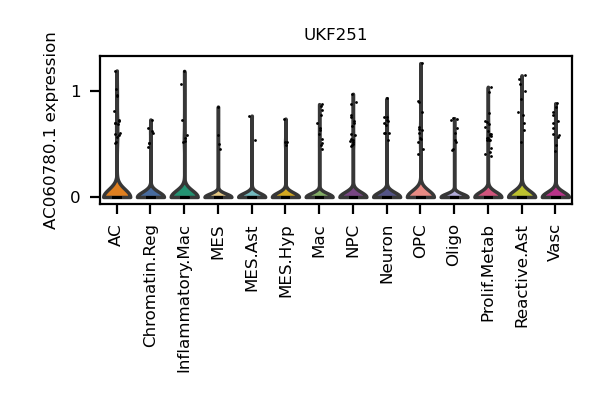 UKF251
AC060780.1 expression
1
0
AC
Chromatin.Reg
Inflammatory.Mac
MES
MES.Ast
MES.Hyp
Mac
NPC
Neuron
OPC
Oligo
Prolif.Metab
Reactive.Ast
Vasc